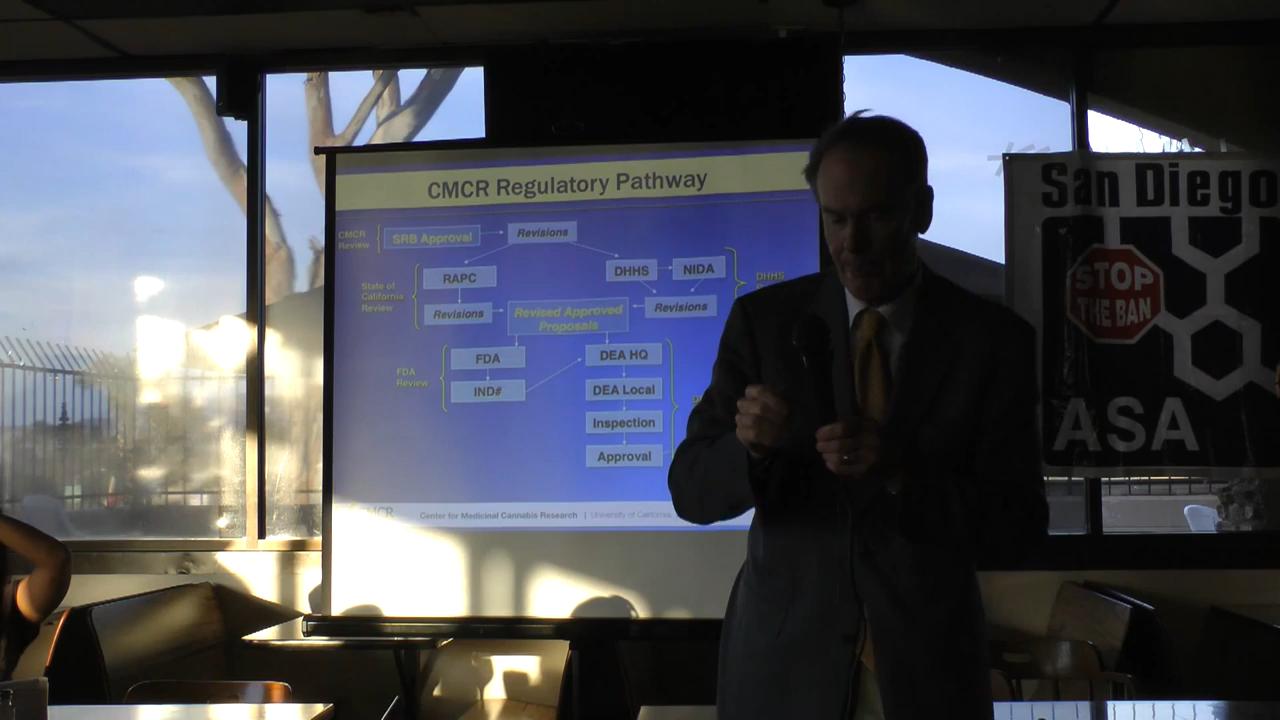 CMCR Regulatory Pathway
CMCR
Review
SRB Approval
Revisions
RAPC
DHHS
NIDA
DHHS
State of
California
Review
Revisions
Revised Approved
Proposals
Revisions
FDA
Review
FDA
IND#
DEA HQ
DEA Local
Inspection
Approval
CMCR
Center for Medicinal Cannabis Research | University of California,
San Diego
STOP
THE BAN
ASA